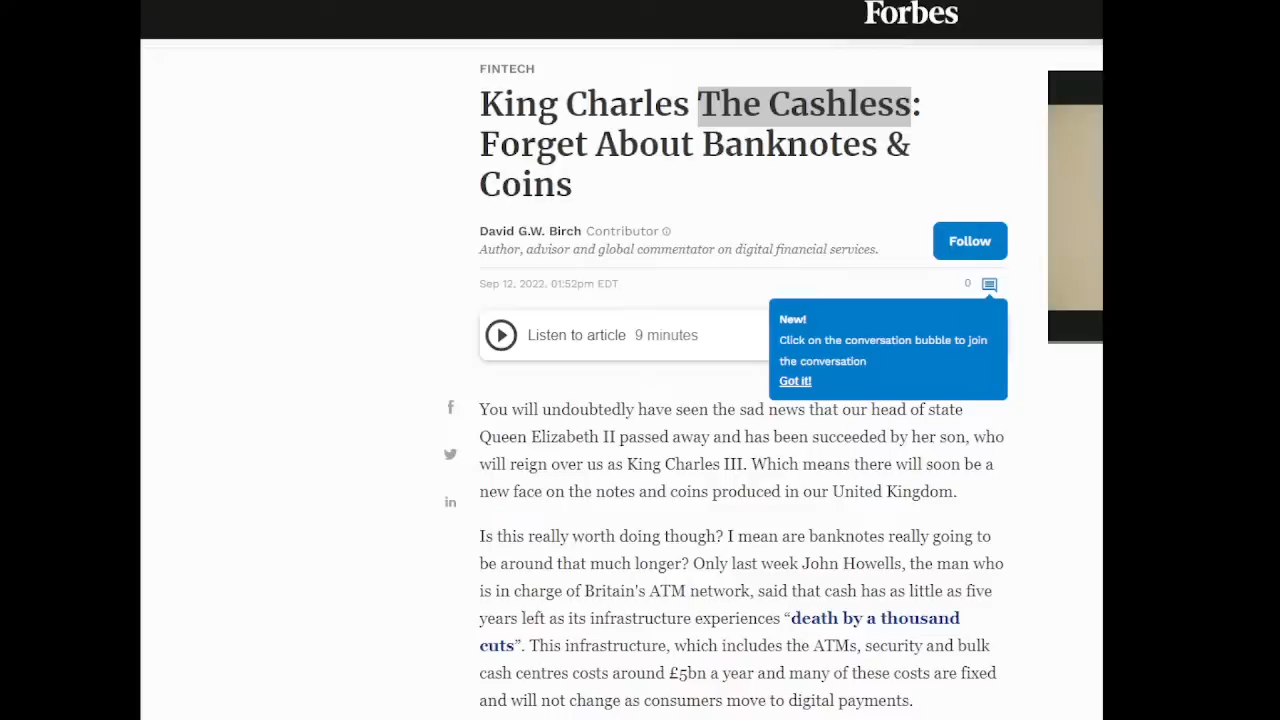 Forbes
FINTECH
King Charles The Cashless:
Forget About Banknotes &
Coins
David G.W. Birch Contributor
Author, advisor and global commentator on digital financial services.
Follow
Sep 12, 2022, 01:52pm EDT
0
New!
Click on the conversation bubble to join
the conversation
Got it!
Listen to article 9 minutes
You will undoubtedly have seen the sad news that our head of state
Queen Elizabeth II passed away and has been succeeded by her son, who
will reign over us as King Charles III. Which means there will soon be a
new face on the notes and coins produced in our United Kingdom.
Is this really worth doing though? I mean are banknotes really going to
be around that much longer? Only last week John Howells, the man who
is in charge of Britain's ATM network, said that cash has as little as five
years left as its infrastructure experiences “death by a thousand
cuts”. This infrastructure, which includes the ATMs, security and bulk
cash centres costs around £5bn a year and many of these costs are fixed
and will not change as consumers move to digital payments.